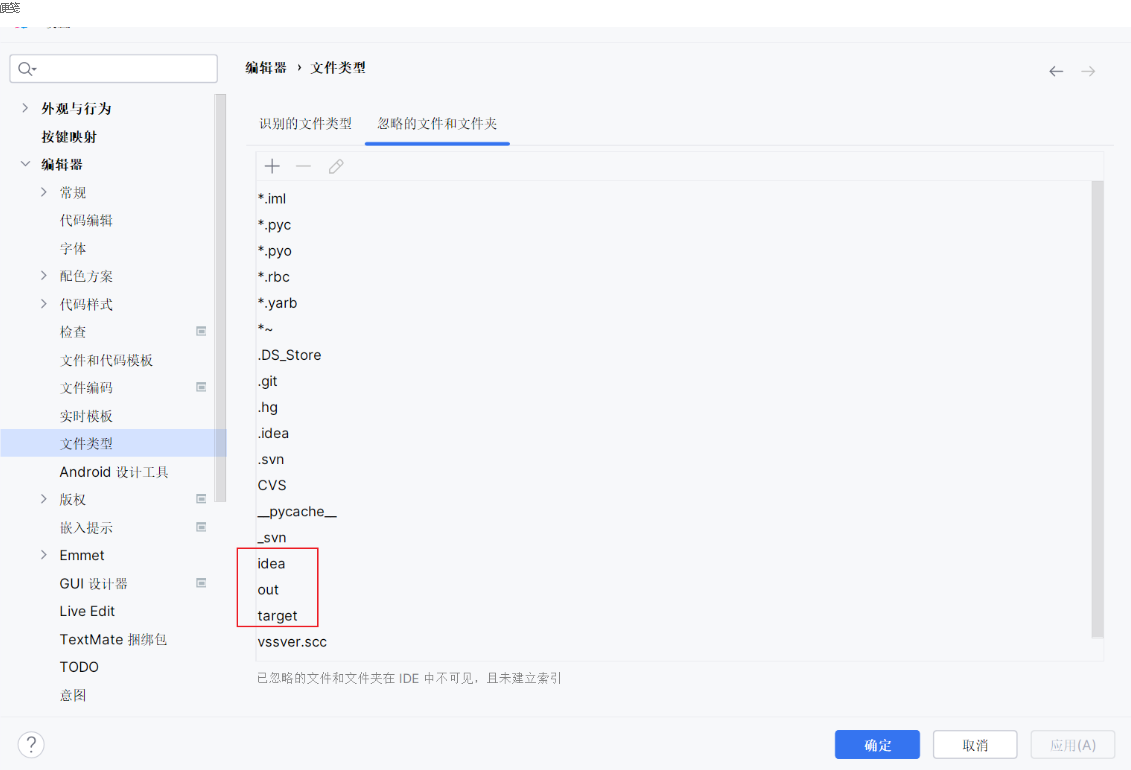 便笺
编辑器 › 文件类型
外观与行为
按键映射
编辑器
常规
代码编辑
字体
配色方案
代码样式
检查
文件和代码模板
文件编码
实时模板
文件类型
Android 设计工具
版权
嵌入提示
Emmet
GUI 设计器
Live Edit
TextMate 捆绑包
TODO
意图
识别的文件类型
忽略的文件和文件夹
*.iml
*.pyc
*.pyo
*.rbc
*.yarb
*~
.DS_Store
.git
.hg
.idea
.svn
CVS
__pycache__
_svn
idea
out
target
vssver.scc
已忽略的文件和文件夹在 IDE 中不可见，且未建立索引
?
确定
取消
应用(A)